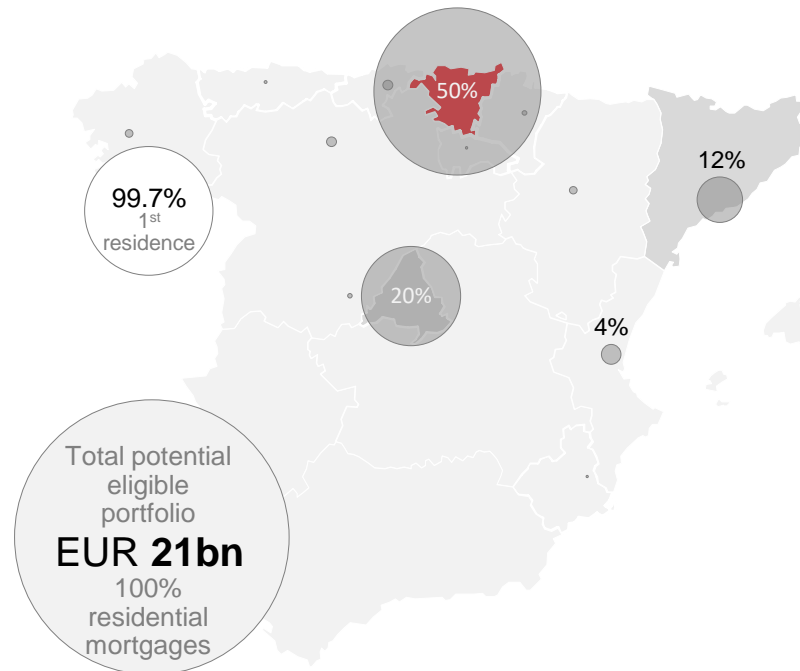 50%
12%
99.7%
1st
residence
20%
4%
Total potential
eligible
portfolio
EUR 21bn
100%
residential
mortgages